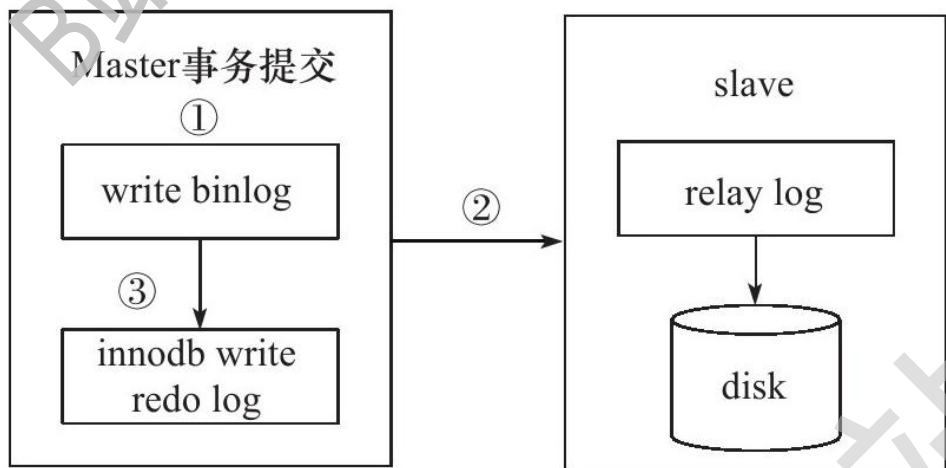 Master事务提交
①
write binlog
③
innodb write
redo log
②
slave
relay log
disk